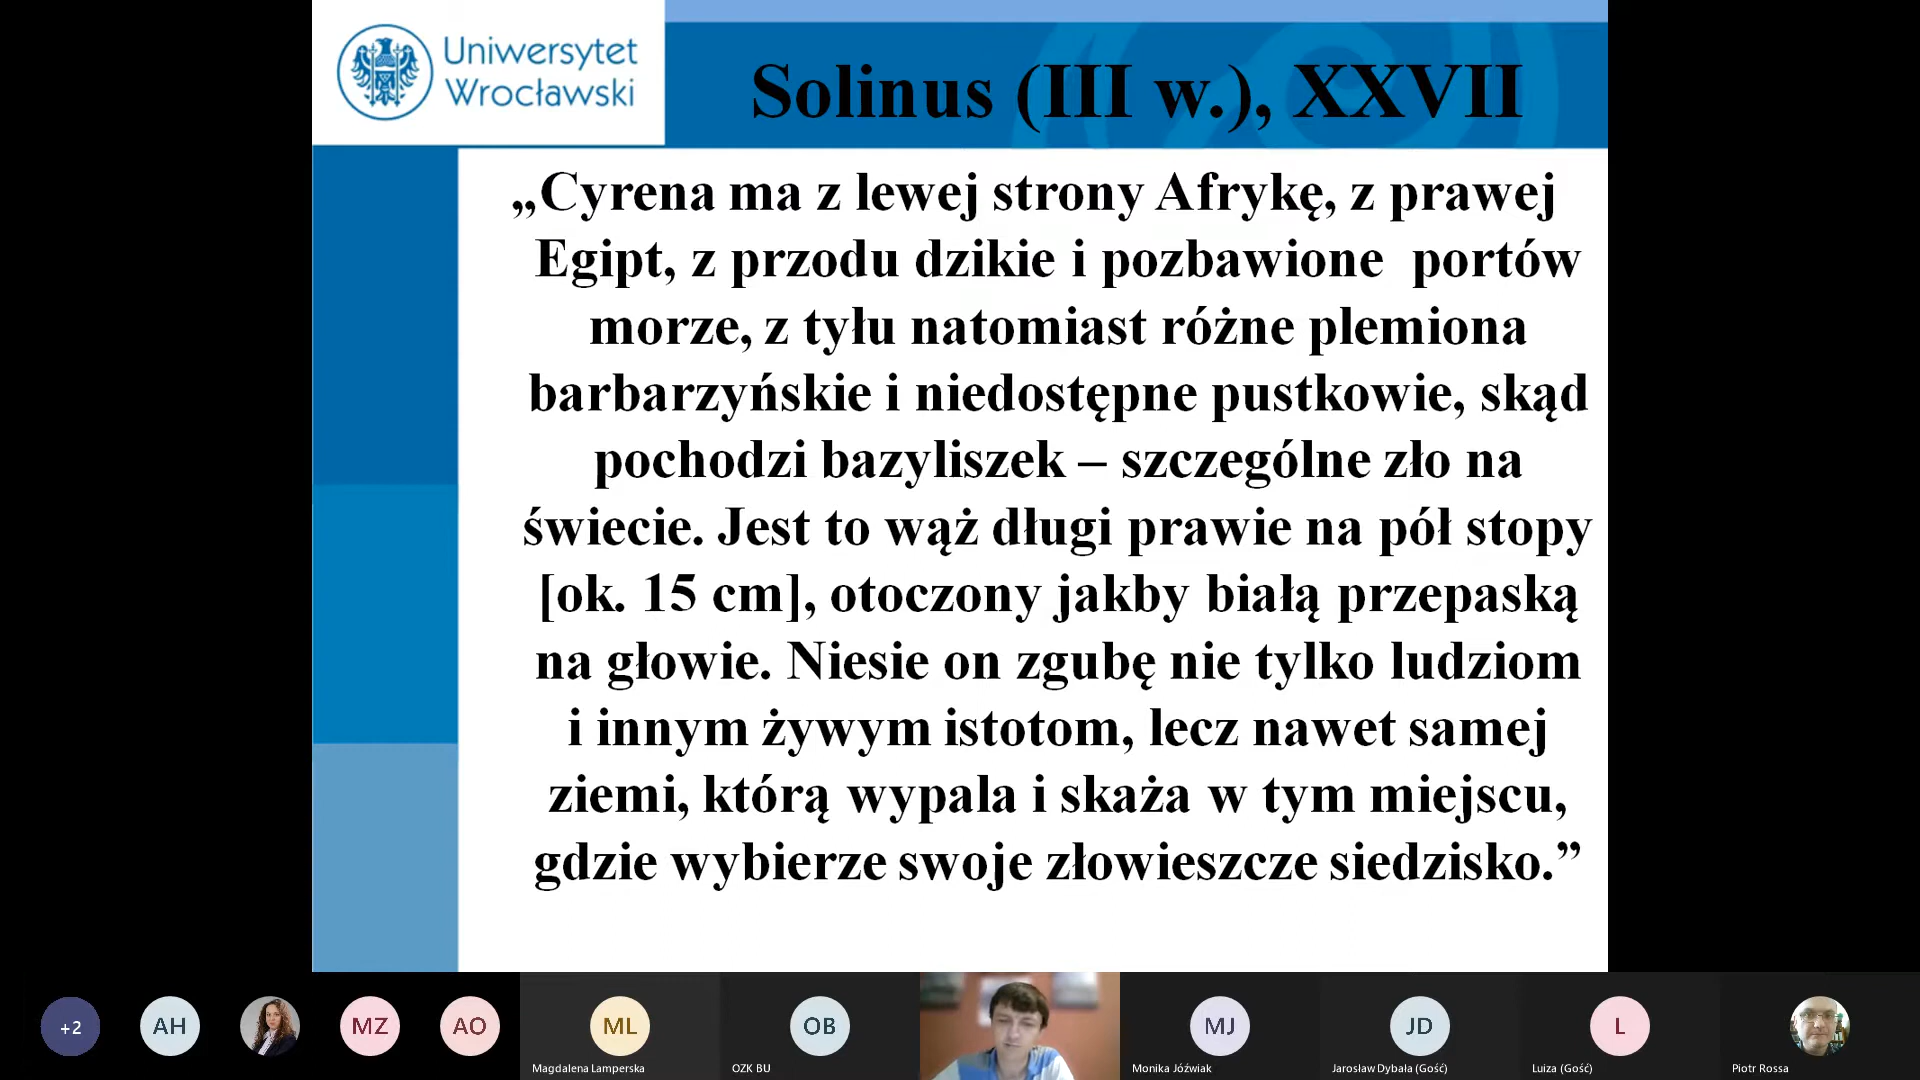 Uniwersytet
Wrocławski
Solinus (III w.), XXVII
„Cyrena ma z lewej strony Afrykę, z prawej
Egipt, z przodu dzikie i pozbawione portów
morze, z tyłu natomiast różne plemiona
barbarzyńskie i niedostępne pustkowie, skąd
pochodzi bazyliszek – szczególne zło na
świecie. Jest to wąż długi prawie na pół stopy
[ok. 15 cm], otoczony jakby białą przepaską
na głowie. Niesie on zgubę nie tylko ludziom
i innym żywym istotom, lecz nawet samej
ziemi, którą wypala i skaża w tym miejscu,
gdzie wybierze swoje złowieszcze siedzisko.”
+2
AH
MZ
AO
ML
OB
MJ
JD
L
Magdalena Lamperska
OZK BU
Monika Jóźwiak
Jarosław Dybała (Gość)
Luiza (Gość)
Piotr Rossa